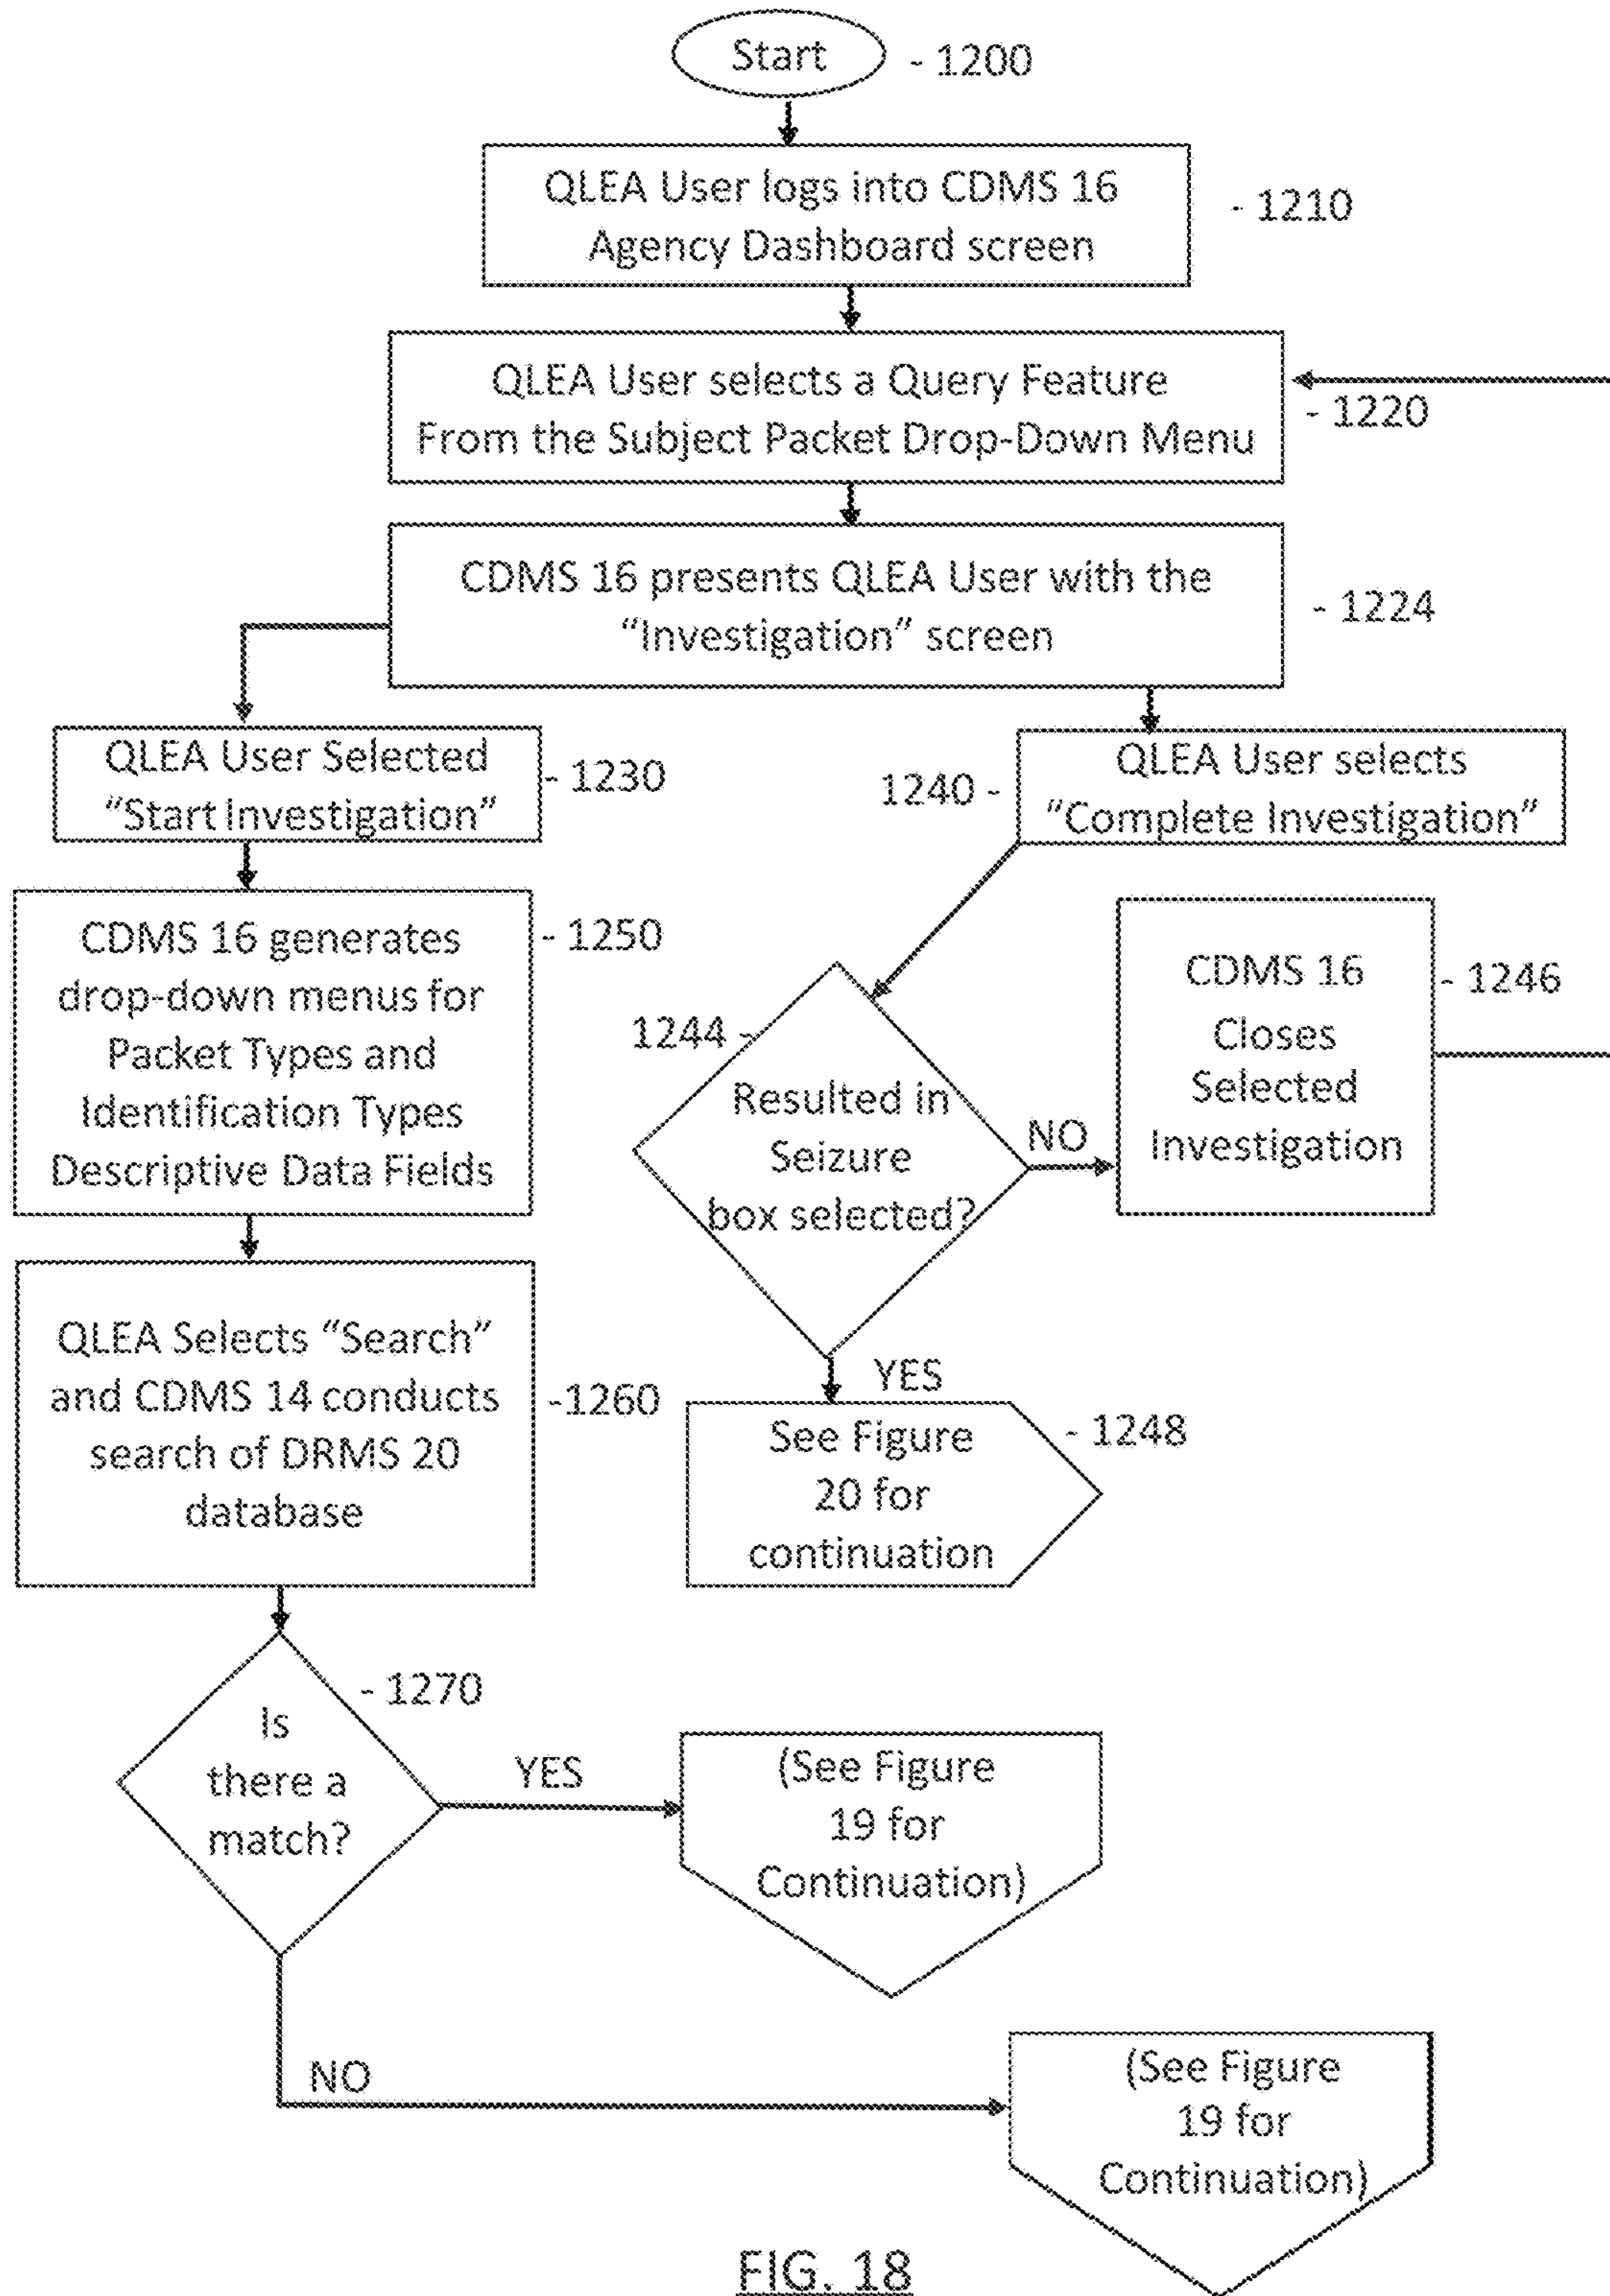 Start
- 1200
QLEA User logs into CDMS 16
Agency Dashboard screen
- 1210
QLEA User selects a Query Feature
From the Subject Packet Drop-Down Menu
- 1220
CDMS 16 presents QLEA User with the
“Investigation” screen
- 1224
QLEA User Selected
“Start Investigation”
- 1230
1240 -
QLEA User selects
“Complete Investigation”
CDMS 16 generates
drop-down menus for
Packet Types and
Identification Types
Descriptive Data Fields
- 1250
1244 -
Resulted in
Seizure
box selected?
NO
CDMS 16
Closes
Selected
Investigation
- 1246
QLEA Selects “Search”
and CDMS 14 conducts
search of DRMS 20
database
-1260
YES
See Figure
20 for
continuation
- 1248
Is
there a
match?
- 1270
YES
(See Figure
19 for
Continuation)
NO
(See Figure
19 for
Continuation)
FIG. 18